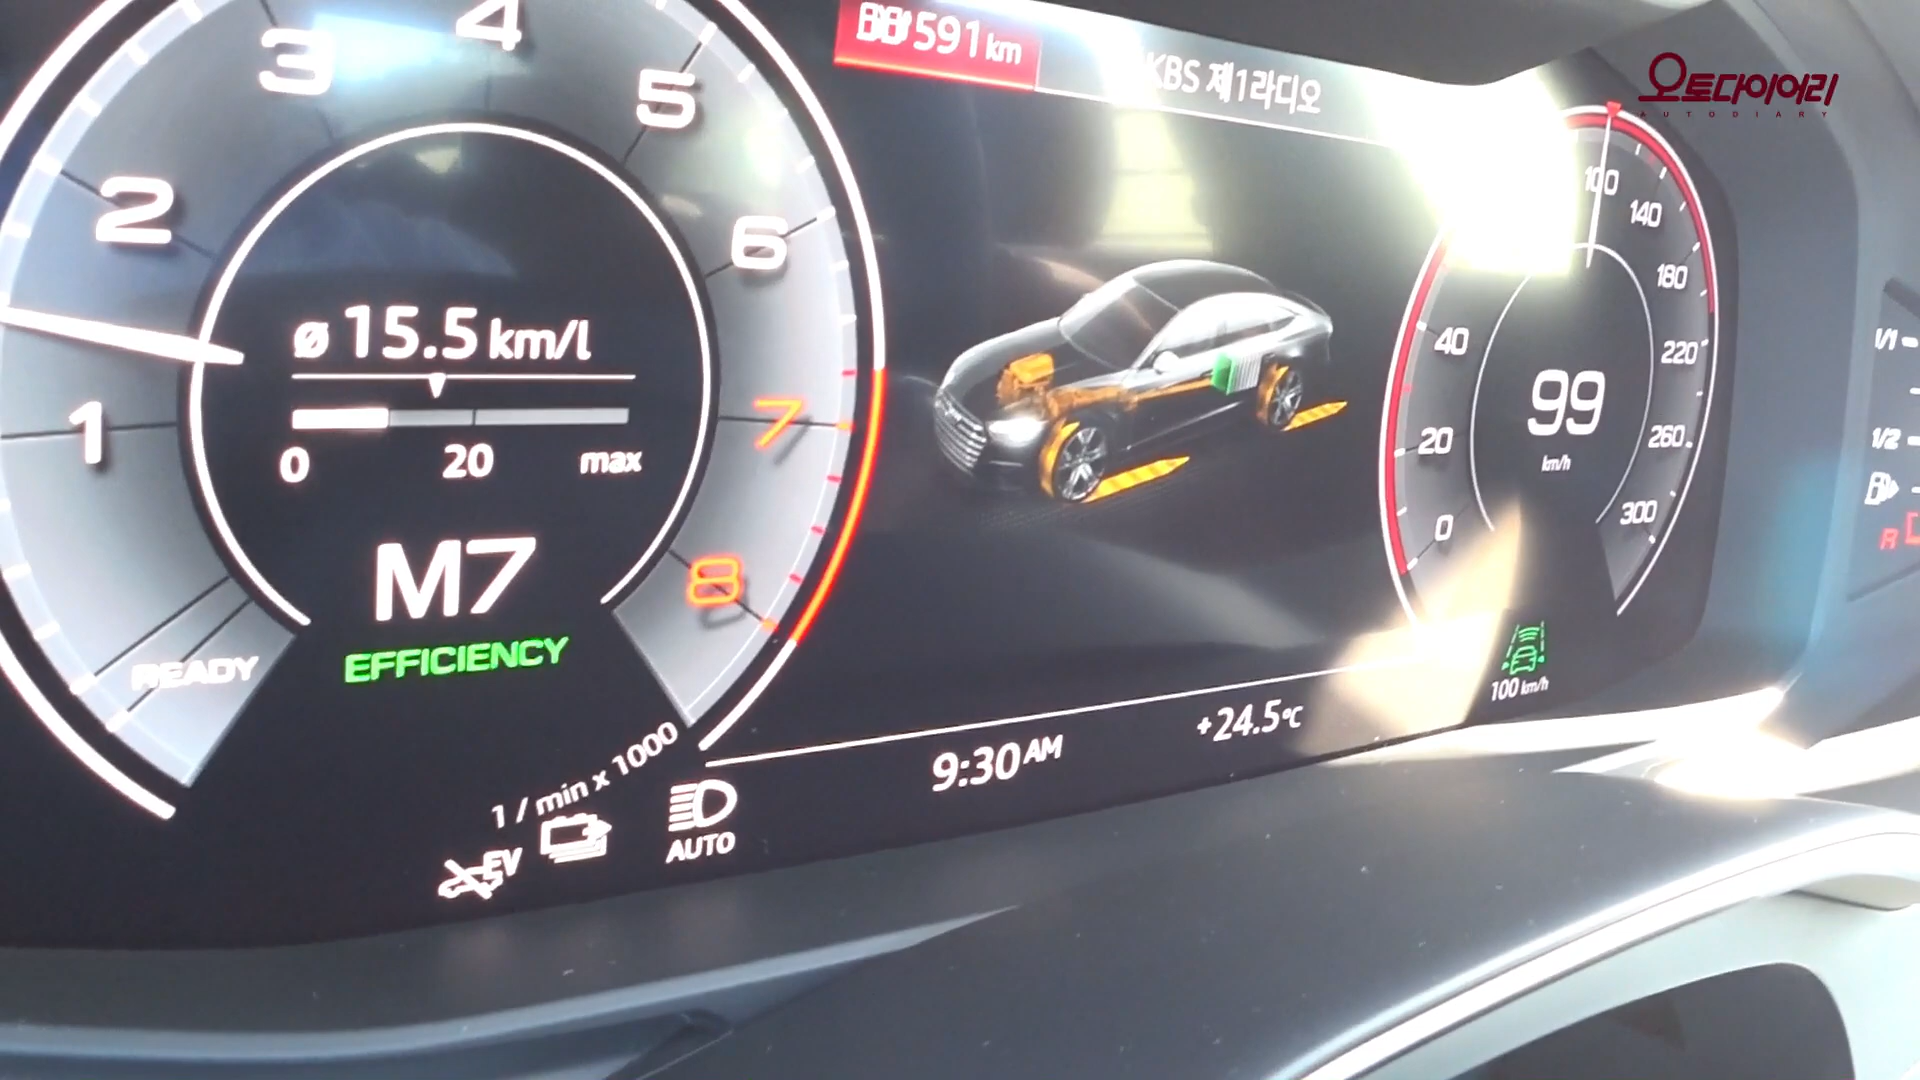 591 km
KBS 제1라디오
오토다이어리
AUTODIARY
1
2
3
4
5
6
7
8
READY
ø 15.5 km/l
0 20 max
M7
EFFICIENCY
1 / min x 1000
EV
AUTO
9:30 AM
+24.5°C
0
20
40
100
140
180
220
260
300
99
km/h
100 km/h
1/1
1/2
R